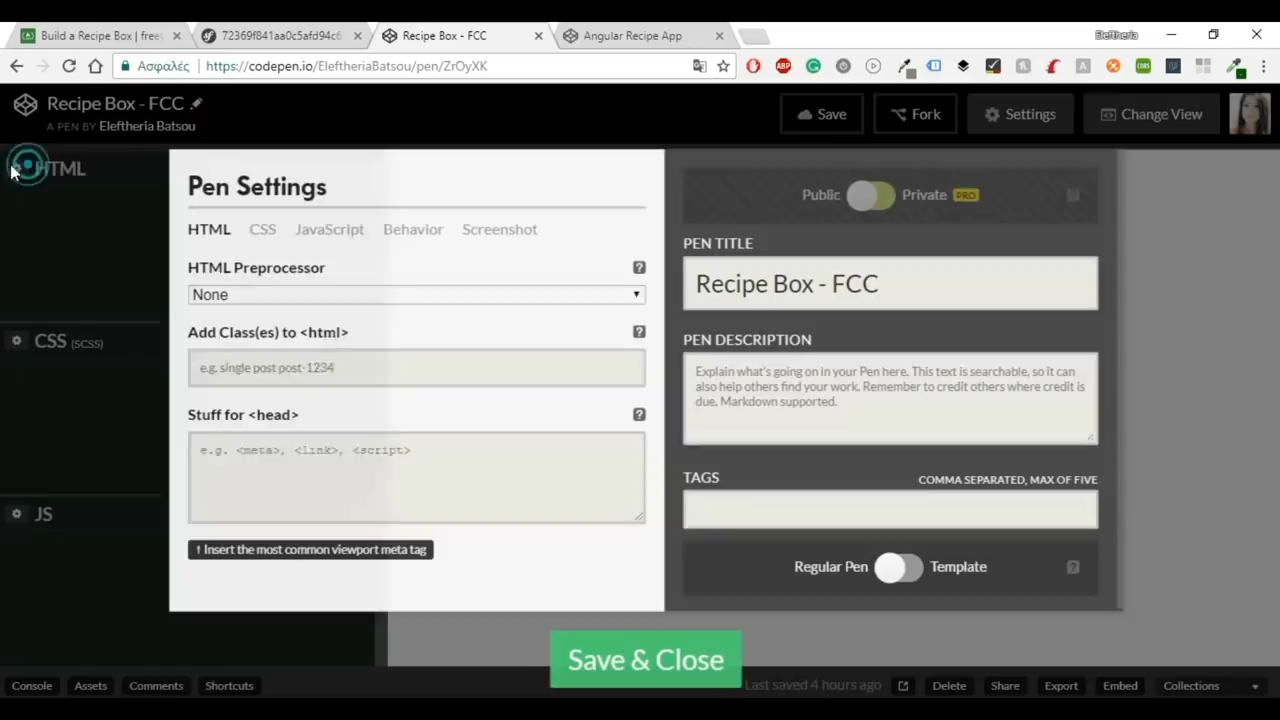 Build a Recipe Box | free
72369f841aa0c5afd94c6
Recipe Box - FCC
Angular Recipe App
Eleftheria
Ασφαλές
https://codepen.io/EleftheriaBatsou/pen/ZrOyXK
ABP
Recipe Box - FCC
A PEN BY Eleftheria Batsou
Save
Fork
Settings
Change View
HTML
CSS (SCSS)
JS
Pen Settings
HTML CSS JavaScript Behavior Screenshot
HTML Preprocessor
?
None
Add Class(es) to <html>
?
e.g. single post post-1234
Stuff for <head>
?
e.g. <meta>, <link>, <script>
↑ Insert the most common viewport meta tag
Public Private PRO
PEN TITLE
Recipe Box - FCC
PEN DESCRIPTION
Explain what's going on in your Pen here. This text is searchable, so it can
also help others find your work. Remember to credit others where credit is
due. Markdown supported.
TAGS COMMA SEPARATED, MAX OF FIVE
Regular Pen Template ?
Save & Close
Console Assets Comments Shortcuts
Last saved 4 hours ago
Delete Share Export Embed Collections